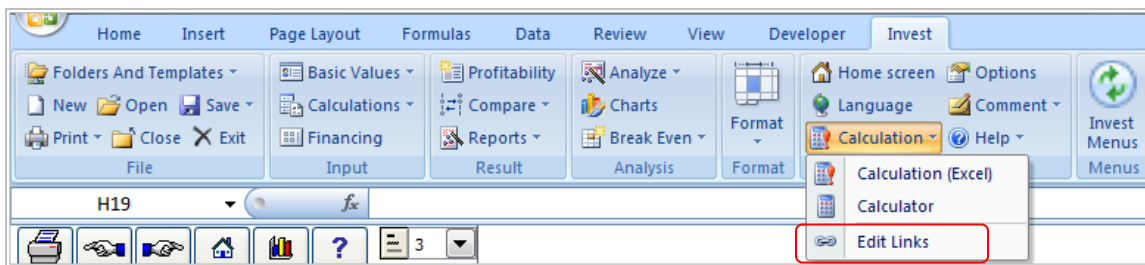 Home Insert Page Layout Formulas Data Review View Developer Invest
Folders And Templates Basic Values Profitability Analyze Home screen Options
New Open Save Calculations Compare Charts Language Comment
Print Close Exit Financing Reports Break Even Format Calculation Help Invest Menus
File Input Result Analysis Format Menus
Calculation (Excel)
H19 fx
Calculator
? 3
Edit Links